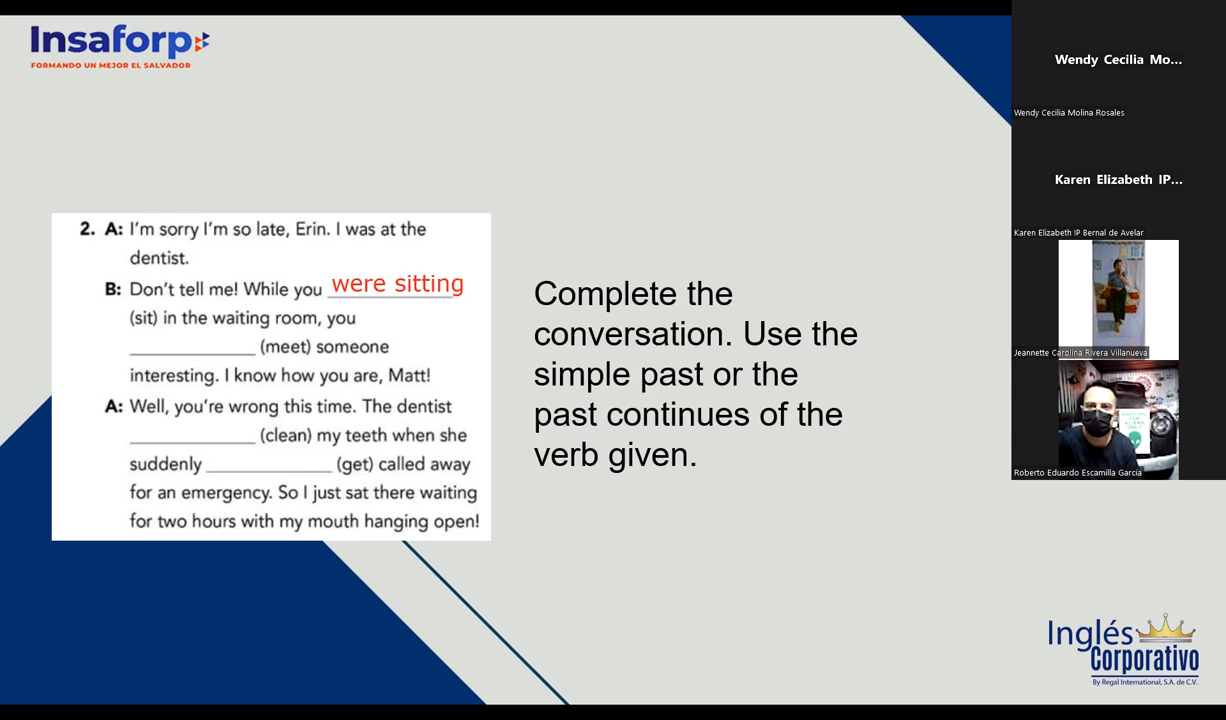 Insaforp
FORMANDO UN MEJOR EL SALVADOR
2. A: I'm sorry I'm so late, Erin. I was at the
dentist.
B: Don't tell me! While you were sitting
(sit) in the waiting room, you
____________ (meet) someone
interesting. I know how you are, Matt!
A: Well, you're wrong this time. The dentist
____________ (clean) my teeth when she
suddenly ____________ (get) called away
for an emergency. So I just sat there waiting
for two hours with my mouth hanging open!
Complete the
conversation. Use the
simple past or the
past continues of the
verb given.
Wendy Cecilia Mo...
Wendy Cecilia Molina Rosales
Karen Elizabeth IP...
Karen Elizabeth IP Bernal de Avelar
Jeannette Carolina Rivera Villanueva
Roberto Eduardo Escamilla García
Inglés
Corporativo
By Regal International, S.A. de C.V.